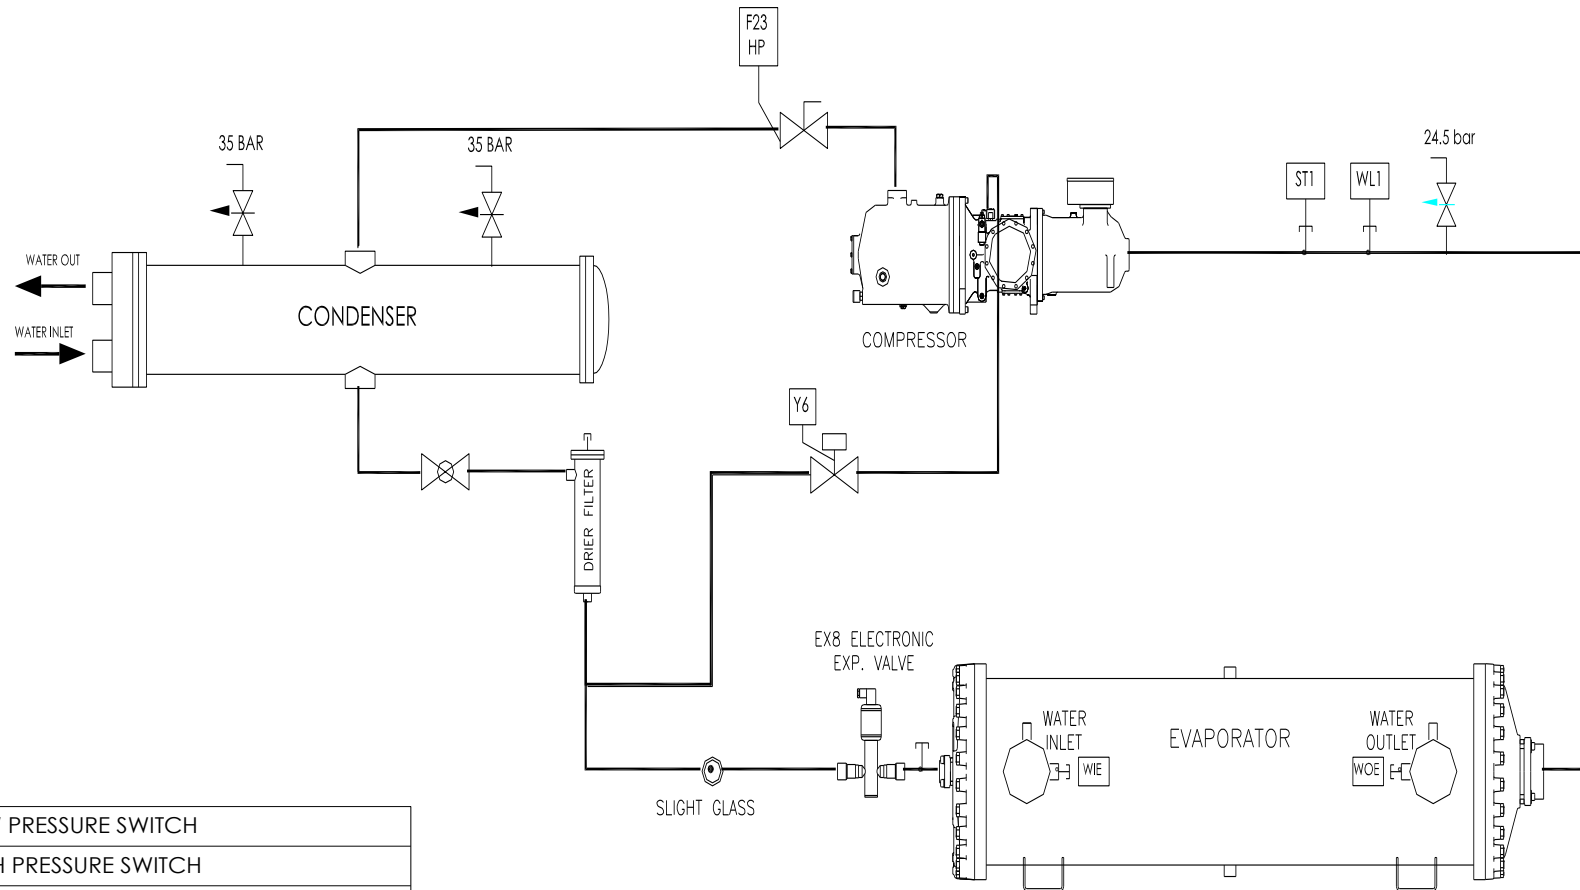 F23
HP
35 BAR
35 BAR
24.5 bar
ST1
WL1
WATER OUT
WATER INLET
CONDENSER
COMPRESSOR
Y6
DRIER FILTER
EX8 ELECTRONIC
EXP. VALVE
WATER
INLET
WIE
EVAPORATOR
WATER
OUTLET
WOE
SLIGHT GLASS
PRESSURE SWITCH
H PRESSURE SWITCH